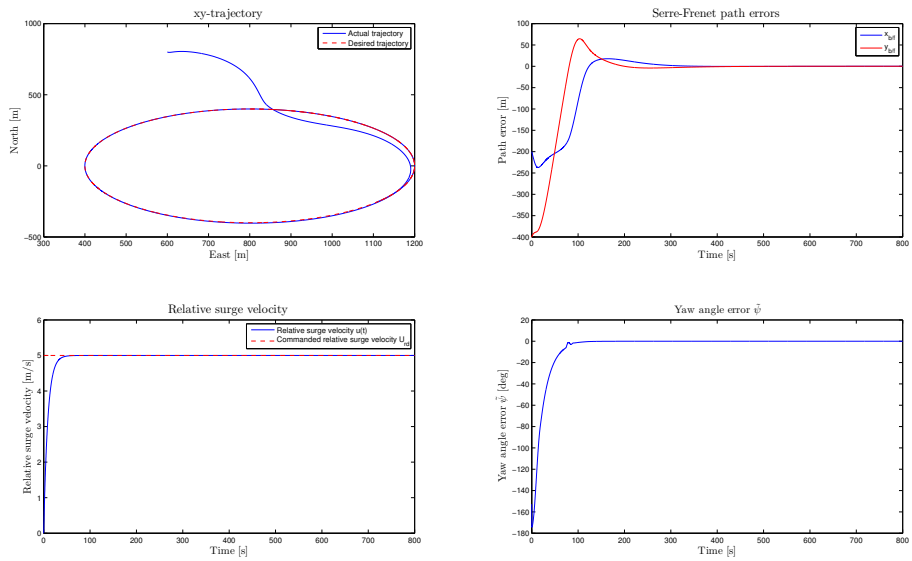 xy-trajectory
1000
500
0
−500
300 400 500 600 700 800 900 1000 1100 1200
North [m]
East [m]
Actual trajectory
Desired trajectory
Serre-Frenet path errors
100
50
0
−50
−100
−150
−200
−250
−300
−350
−400
0 100 200 300 400 500 600 700 800
Path error [m]
Time [s]
x_{b/f}
y_{b/f}
Relative surge velocity
6
5
4
3
2
1
0
0 100 200 300 400 500 600 700 800
Relative surge velocity [m/s]
Time [s]
Relative surge velocity u(t)
Commanded relative surge velocity U_{rd}
Yaw angle error ψ̃
20
0
−20
−40
−60
−80
−100
−120
−140
−160
−180
0 100 200 300 400 500 600 700 800
Yaw angle error ψ̃ [deg]
Time [s]